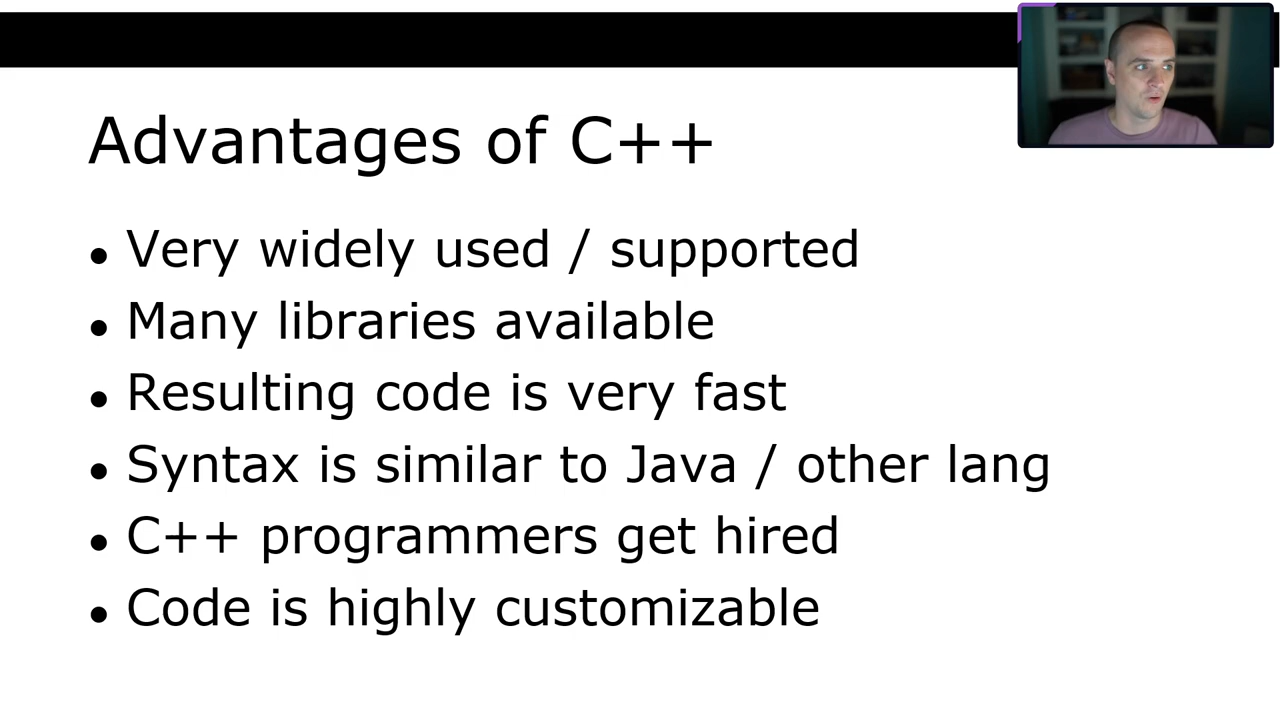 Advantages of C++
• Very widely used / supported
• Many libraries available
• Resulting code is very fast
• Syntax is similar to Java / other lang
• C++ programmers get hired
• Code is highly customizable